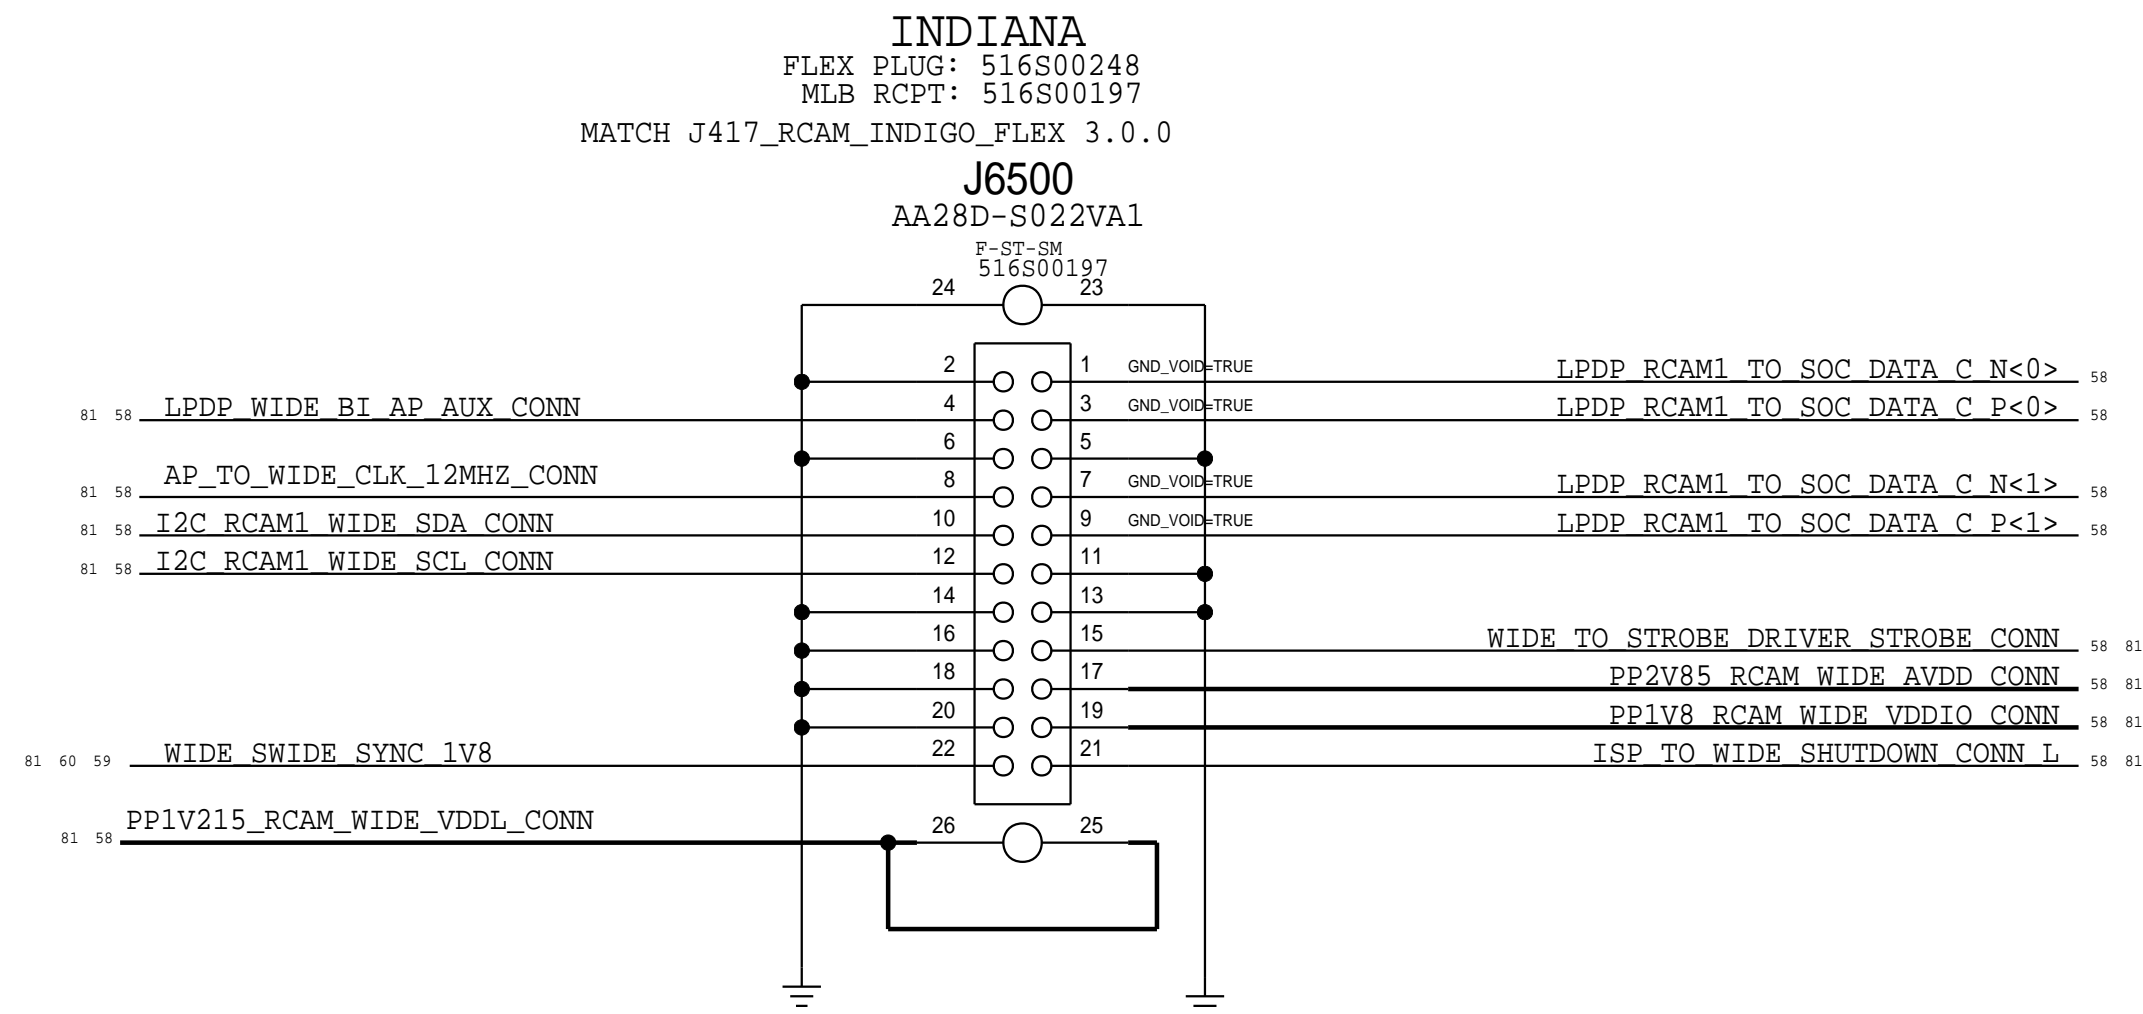 INDIANA
FLEX PLUG: 516S00248
MLB RCPT: 516S00197
MATCH J417_RCAM_INDIGO_FLEX 3.0.0
J6500
AA28D-S022VA1
F-ST-SM
516S00197
24 23
2 1 GND_VOID=TRUE LPDP_RCAM1_TO_SOC_DATA_C_N<0> 58
81 58 LPDP_WIDE_BI_AP_AUX_CONN 4 3 GND_VOID=TRUE LPDP_RCAM1_TO_SOC_DATA_C_P<0> 58
6 5
81 58 AP_TO_WIDE_CLK_12MHZ_CONN 8 7 GND_VOID=TRUE LPDP_RCAM1_TO_SOC_DATA_C_N<1> 58
81 58 I2C_RCAM1_WIDE_SDA_CONN 10 9 GND_VOID=TRUE LPDP_RCAM1_TO_SOC_DATA_C_P<1> 58
81 58 I2C_RCAM1_WIDE_SCL_CONN 12 11
14 13
16 15 WIDE_TO_STROBE_DRIVER_STROBE_CONN 58 81
18 17 PP2V85_RCAM_WIDE_AVDD_CONN 58 81
20 19 PP1V8_RCAM_WIDE_VDDIO_CONN 58 81
81 60 59 WIDE_SWIDE_SYNC_1V8 22 21 ISP_TO_WIDE_SHUTDOWN_CONN_L 58 81
81 58 PP1V215_RCAM_WIDE_VDDL_CONN 26 25